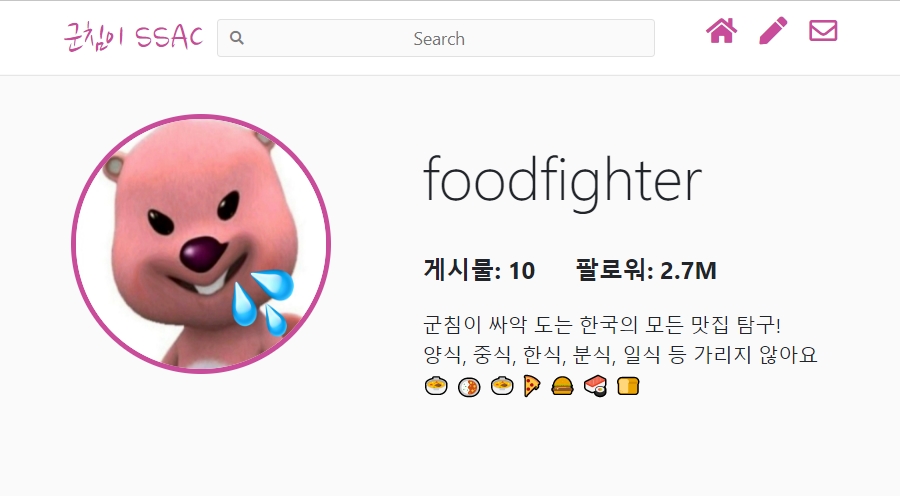 군침이 SSAC
Search
foodfighter
게시물: 10 팔로워: 2.7M
군침이 싸악 도는 한국의 모든 맛집 탐구!
양식, 중식, 한식, 분식, 일식 등 가리지 않아요